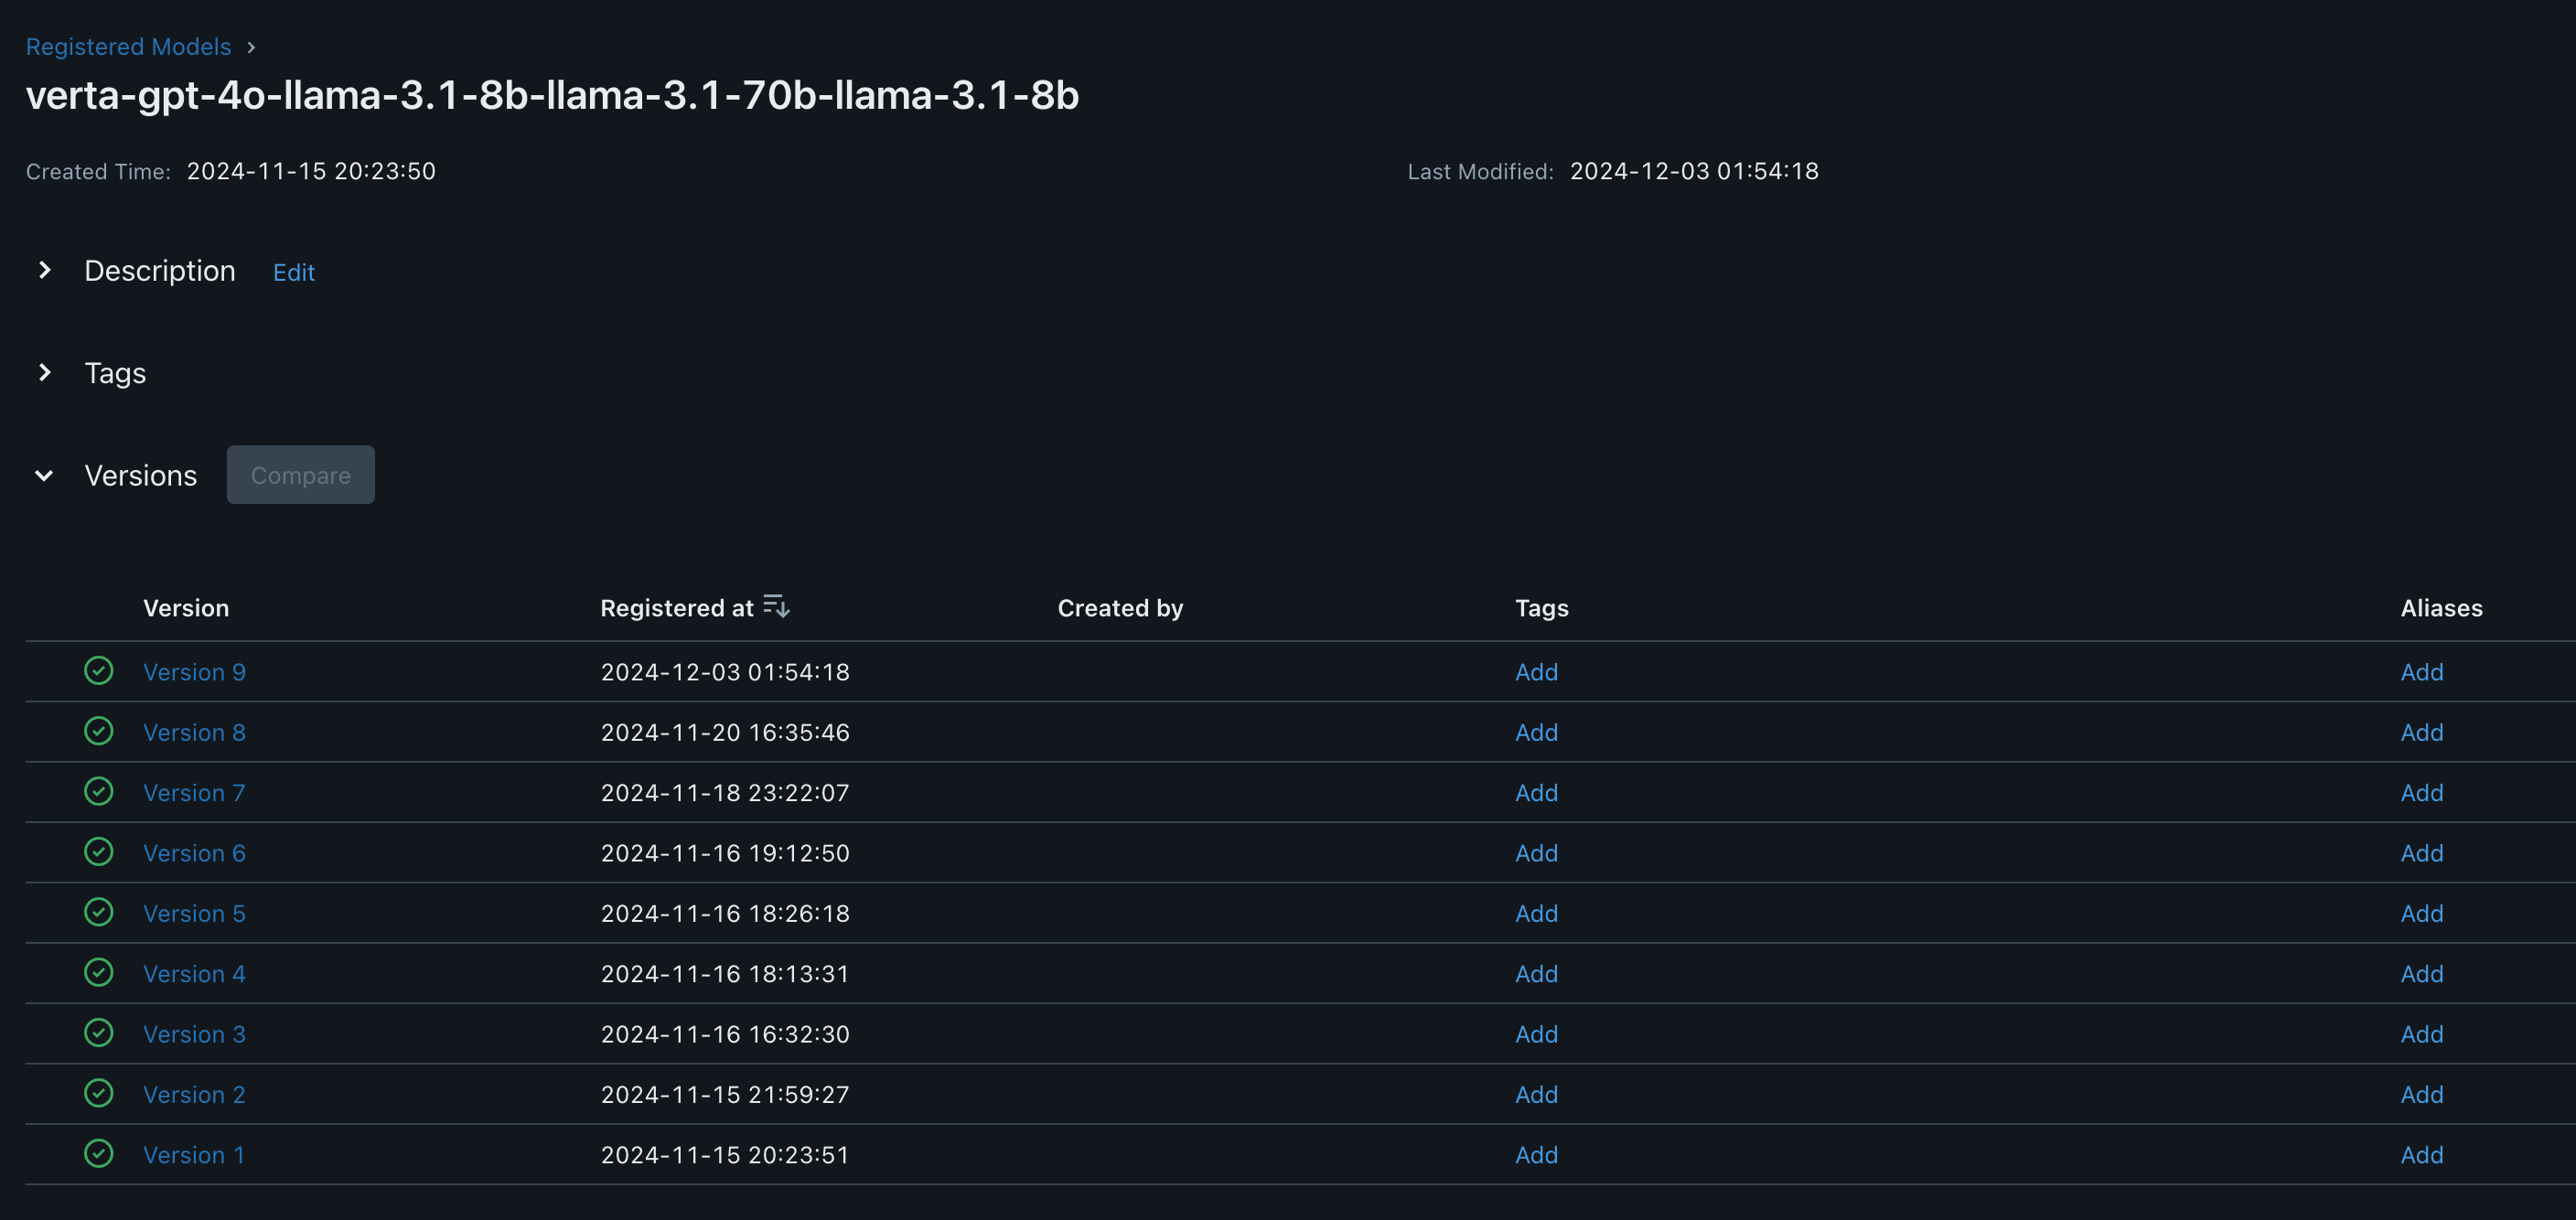 Registered Models
verta-gpt-4o-llama-3.1-8b-llama-3.1-70b-llama-3.1-8b
Created Time: 2024-11-15 20:23:50 Last Modified: 2024-12-03 01:54:18
Description Edit
Tags
Versions Compare
Version Registered at Created by Tags Aliases
Version 9 2024-12-03 01:54:18 Add Add
Version 8 2024-11-20 16:35:46 Add Add
Version 7 2024-11-18 23:22:07 Add Add
Version 6 2024-11-16 19:12:50 Add Add
Version 5 2024-11-16 18:26:18 Add Add
Version 4 2024-11-16 18:13:31 Add Add
Version 3 2024-11-16 16:32:30 Add Add
Version 2 2024-11-15 21:59:27 Add Add
Version 1 2024-11-15 20:23:51 Add Add